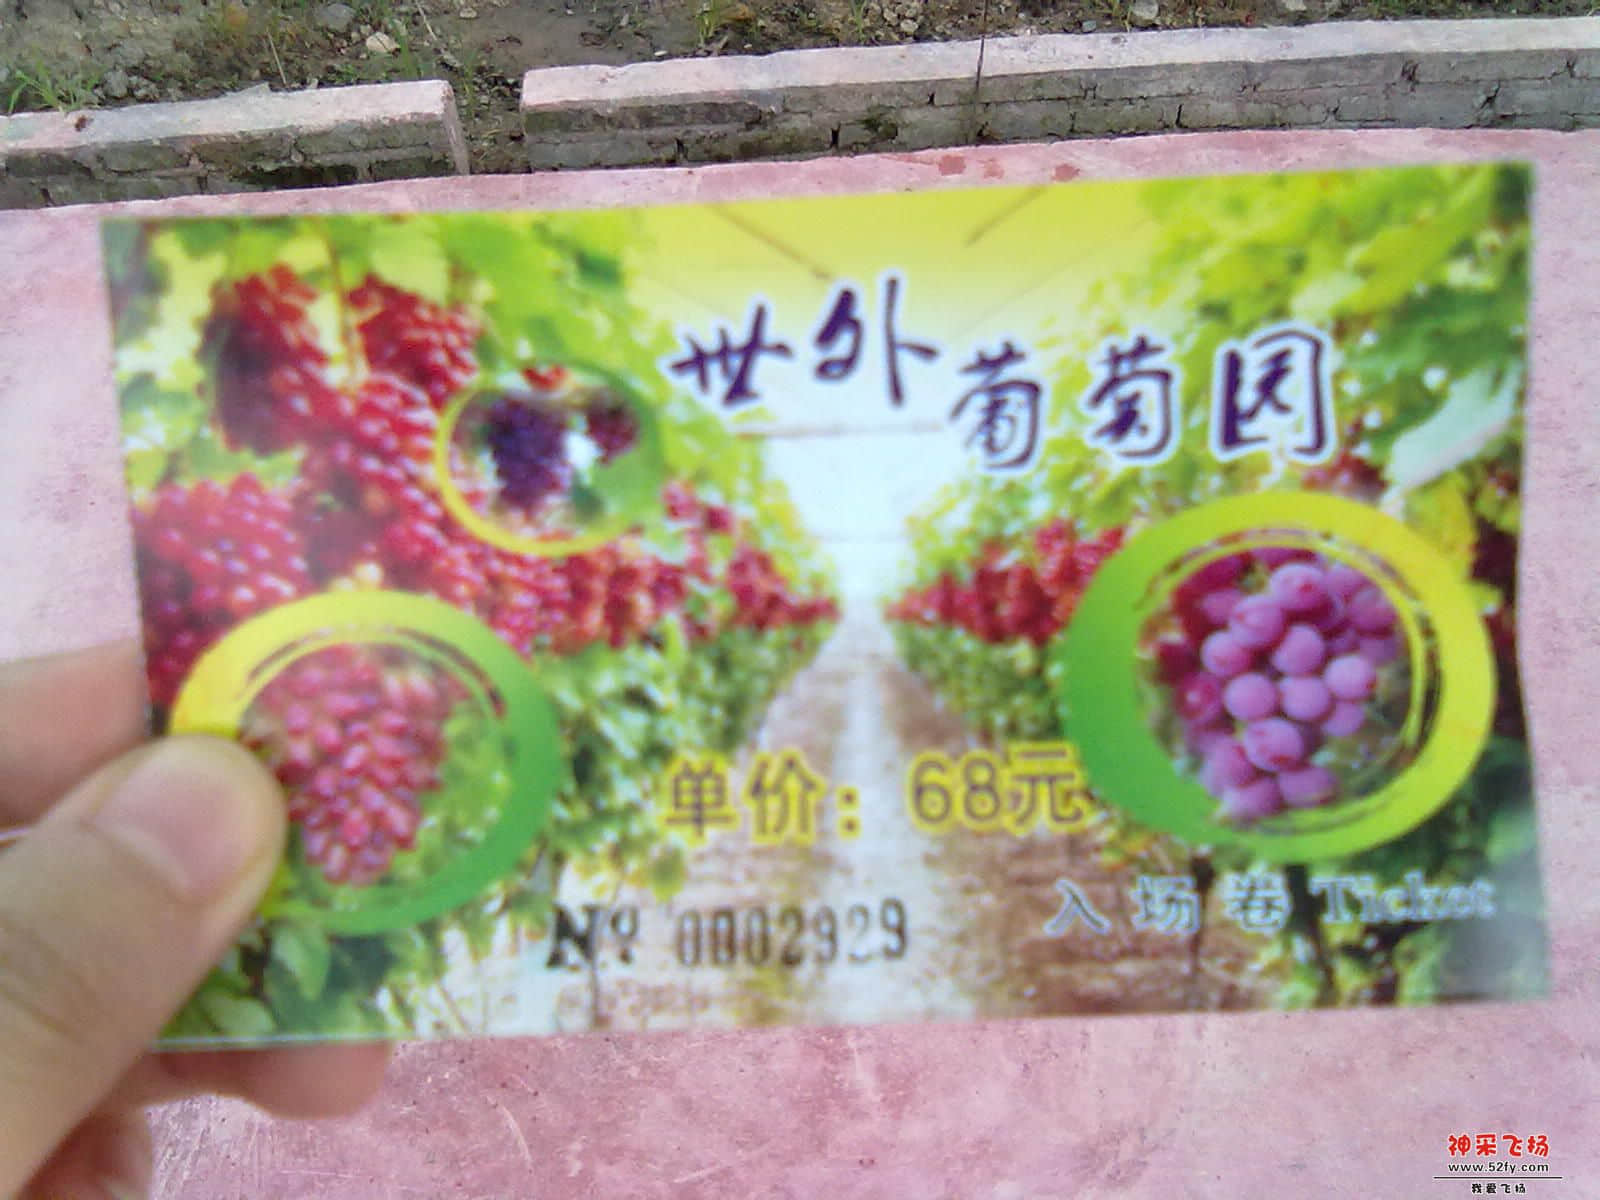 世外葡萄园
单价：68元
入场卷 Ticket
№ 0002929
神采飞扬
www.52fy.com
我爱飞扬